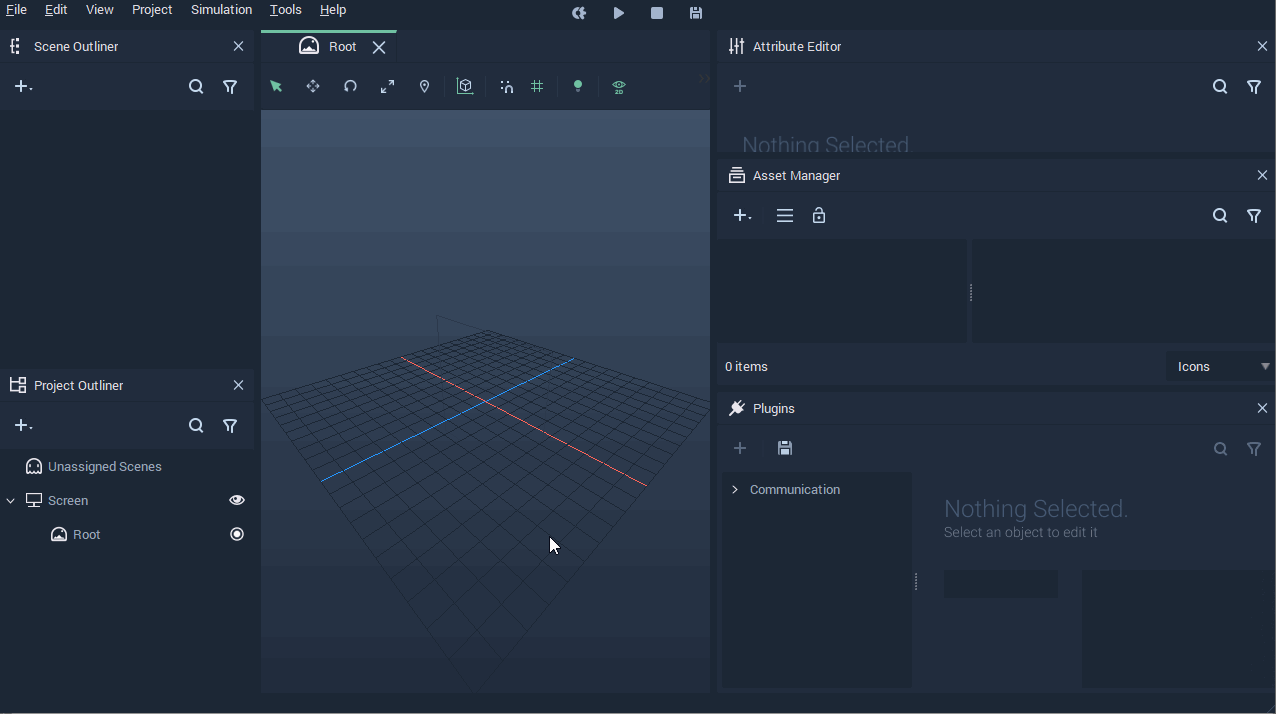 File Edit View Project Simulation Tools Help
Scene Outliner
Root
2D
Attribute Editor
Nothing Selected.
Asset Manager
0 items
Icons
Project Outliner
Unassigned Scenes
Screen
Root
Plugins
Communication
Nothing Selected.
Select an object to edit it